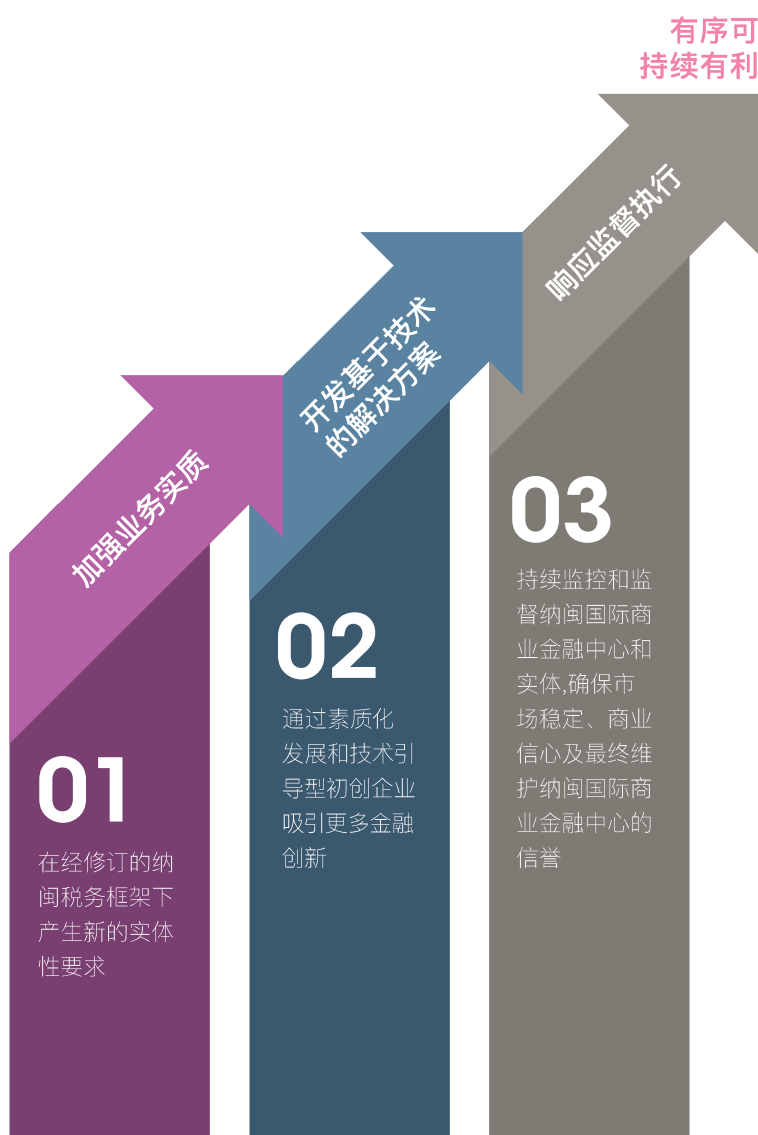 有序可
持续有利
加强业务实质
01
在经修订的纳
闽税务框架下
产生新的实体
性要求
开发基于技术
的解决方案
02
通过素质化
发展和技术引
导型初创企业
吸引更多金融
创新
响应监督执行
03
持续监控和监
督纳闽国际商
业金融中心和
实体,确保市
场稳定、商业
信心及最终维
护纳闽国际商
业金融中心的
信誉